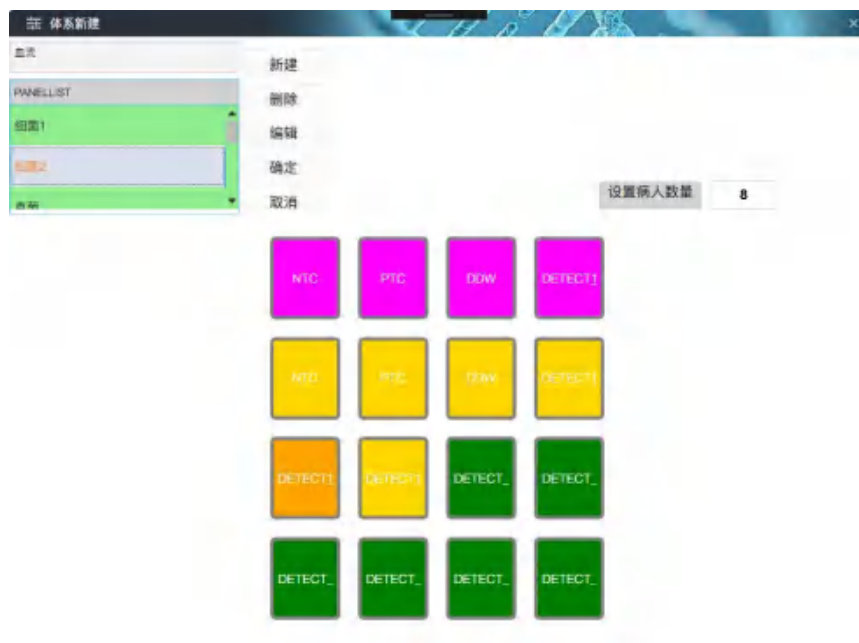 体系新建
新建
PANELLIST
删除
细菌1
编辑
细菌2
确定
设置病人数量 8
取消
NTC PTC DDW DETECT1
NTC PTC DDW DETECT1
DETECT1 DETECT1 DETECT_ DETECT_
DETECT_ DETECT_ DETECT_ DETECT_